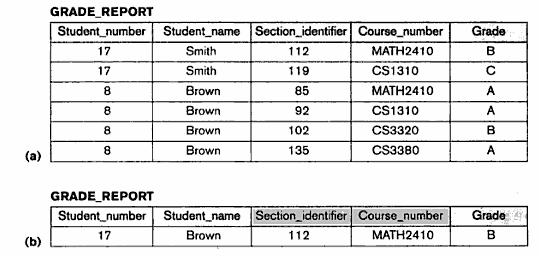 GRADE_REPORT
Student_number Student_name Section_identifier Course_number Grade
17 Smith 112 MATH2410 B
17 Smith 119 CS1310 C
8 Brown 85 MATH2410 A
8 Brown 92 CS1310 A
8 Brown 102 CS3320 B
(a) 8 Brown 135 CS3380 A
GRADE_REPORT
Student_number Student_name Section_identifier Course_number Grade
(b) 17 Brown 112 MATH2410 B